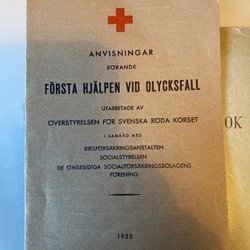 ANVISNINGAR
RÖRANDE
FÖRSTA HJÄLPEN VID OLYCKSFALL
UTARBETADE AV
ÖVERSTYRELSEN FÖR SVENSKA RÖDA KORSET
I SAMRÅD MED
RIKSFÖRSÄKRINGSANSTALTEN
SOCIALSTYRELSEN
DE ÖMSESIDIGA SOCIALFÖRSÄKRINGSBOLAGENS
FÖRENING
1933
OK